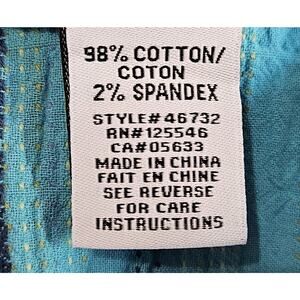 98% COTTON/
COTON
2% SPANDEX
STYLE#46732
RN#125546
CA#05633
MADE IN CHINA
FAIT EN CHINE
SEE REVERSE
FOR CARE
INSTRUCTIONS